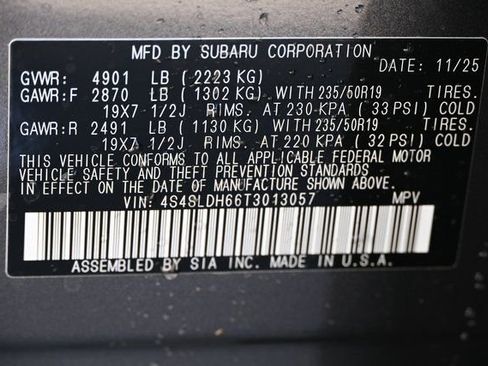 MFD BY SUBARU CORPORATION
DATE: 11/25
GVWR: 4901 LB ( 2223 KG)
GAWR:F 2870 LB ( 1302 KG) WITH 235/60R19 TIRES.
19X7 1/2J RIMS. AT 230 KPA ( 33 PSI) COLD
GAWR:R 2491 LB ( 1130 KG) WITH 235/50R19 TIRES.
19X7 1/2J RIMS. AT 220 KPA ( 32 PSI) COLD
THIS VEHICLE CONFORMS TO ALL APPLICABLE FEDERAL MOTOR
VEHICLE SAFETY AND THEFT PREVENTION STANDARDS
IN EFFECT ON THE DATE OF MANUFACTURE SHOWN ABOVE.
VIN: 4S4SLDH66T3013057 MPV
ASSEMBLED BY SIA INC. MADE IN U.S.A.